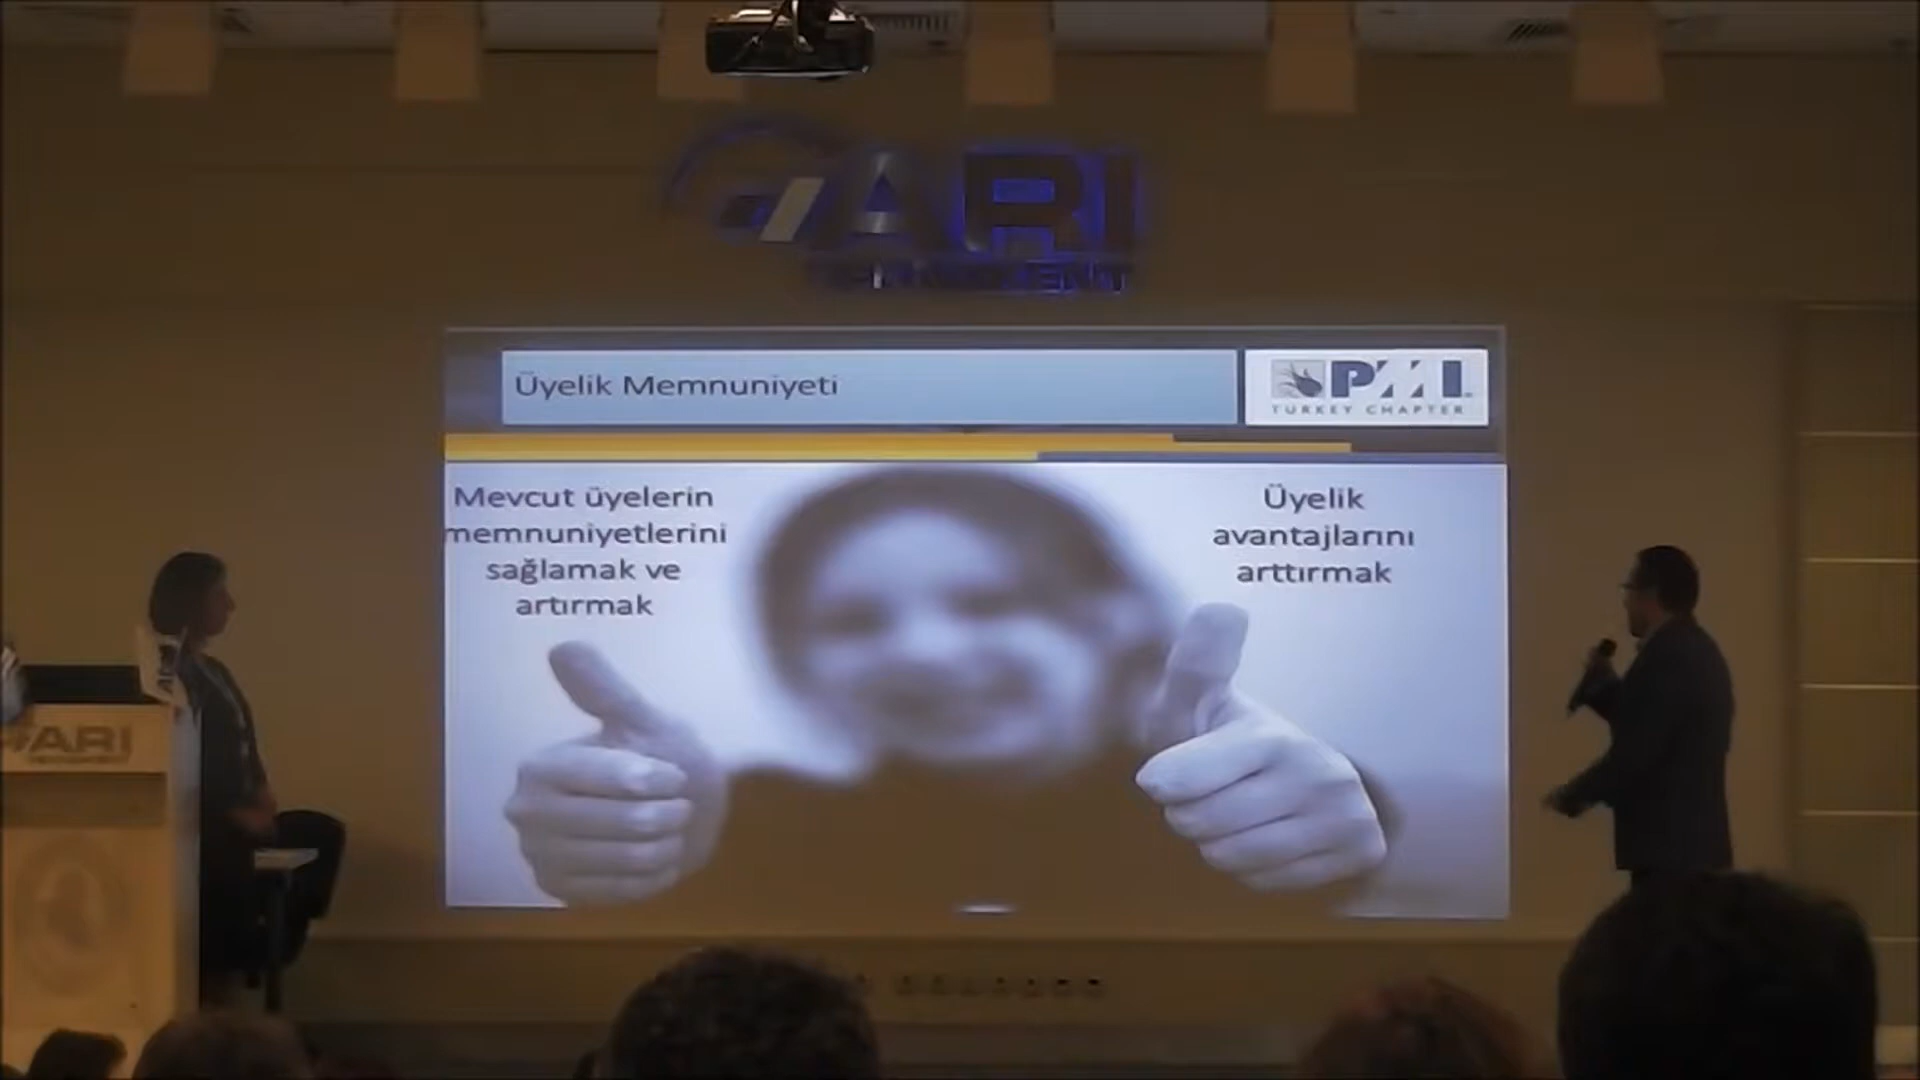 ARI
Üyelik Memnuniyeti
PMI
TURKEY CHAPTER
Mevcut üyelerin
memnuniyetlerini
sağlamak ve
artırmak
Üyelik
avantajlarını
arttırmak
ARI